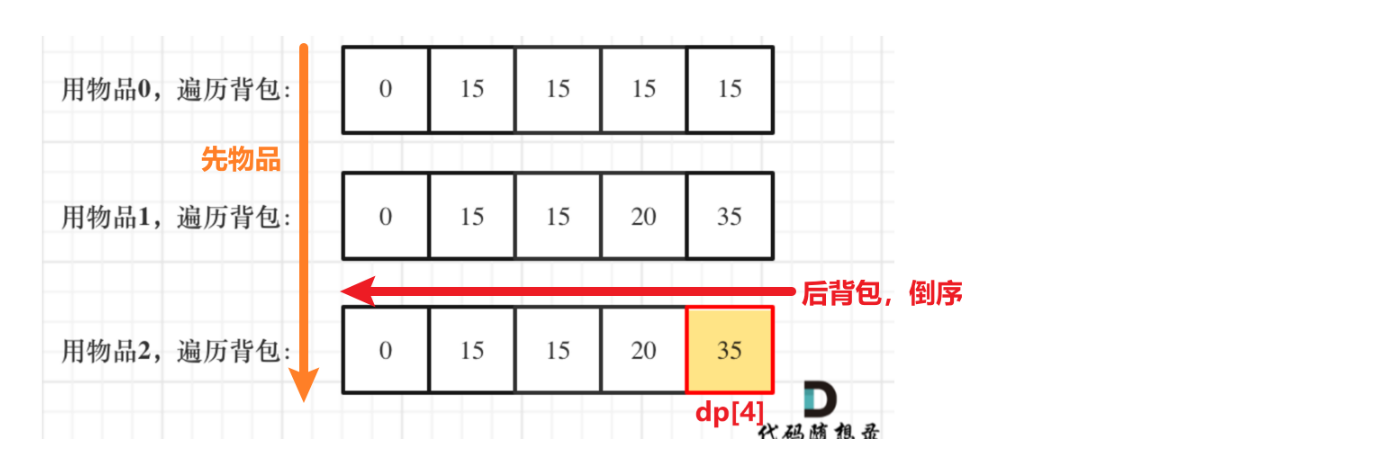 用物品0，遍历背包: 0 15 15 15 15
先物品
用物品1，遍历背包: 0 15 15 20 35
后背包，倒序
用物品2，遍历背包: 0 15 15 20 35
dp[4]
代码随想录